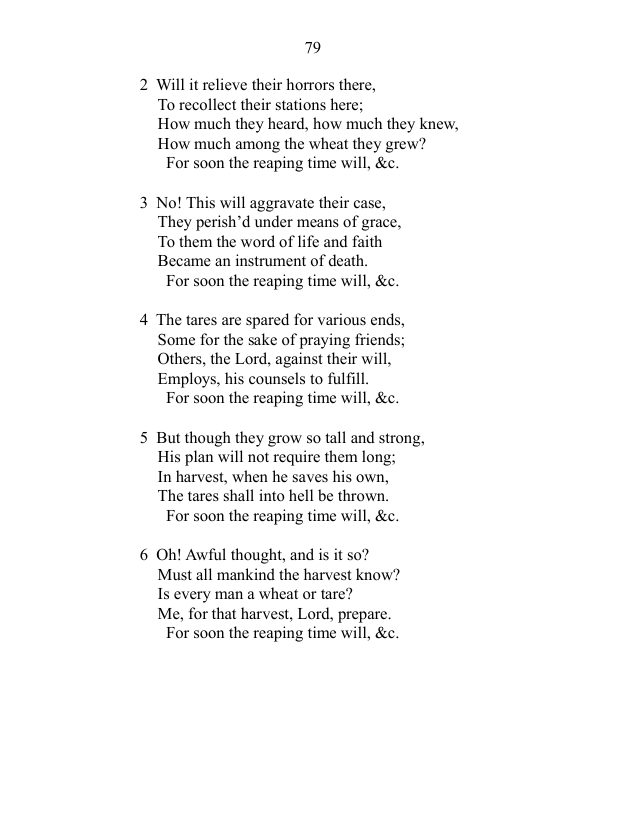 79
2 Will it relieve their horrors there,
To recollect their stations here;
How much they heard, how much they knew,
How much among the wheat they grew?
For soon the reaping time will, &c.
3 No! This will aggravate their case,
They perish’d under means of grace,
To them the word of life and faith
Became an instrument of death.
For soon the reaping time will, &c.
4 The tares are spared for various ends,
Some for the sake of praying friends;
Others, the Lord, against their will,
Employs, his counsels to fulfill.
For soon the reaping time will, &c.
5 But though they grow so tall and strong,
His plan will not require them long;
In harvest, when he saves his own,
The tares shall into hell be thrown.
For soon the reaping time will, &c.
6 Oh! Awful thought, and is it so?
Must all mankind the harvest know?
Is every man a wheat or tare?
Me, for that harvest, Lord, prepare.
For soon the reaping time will, &c.